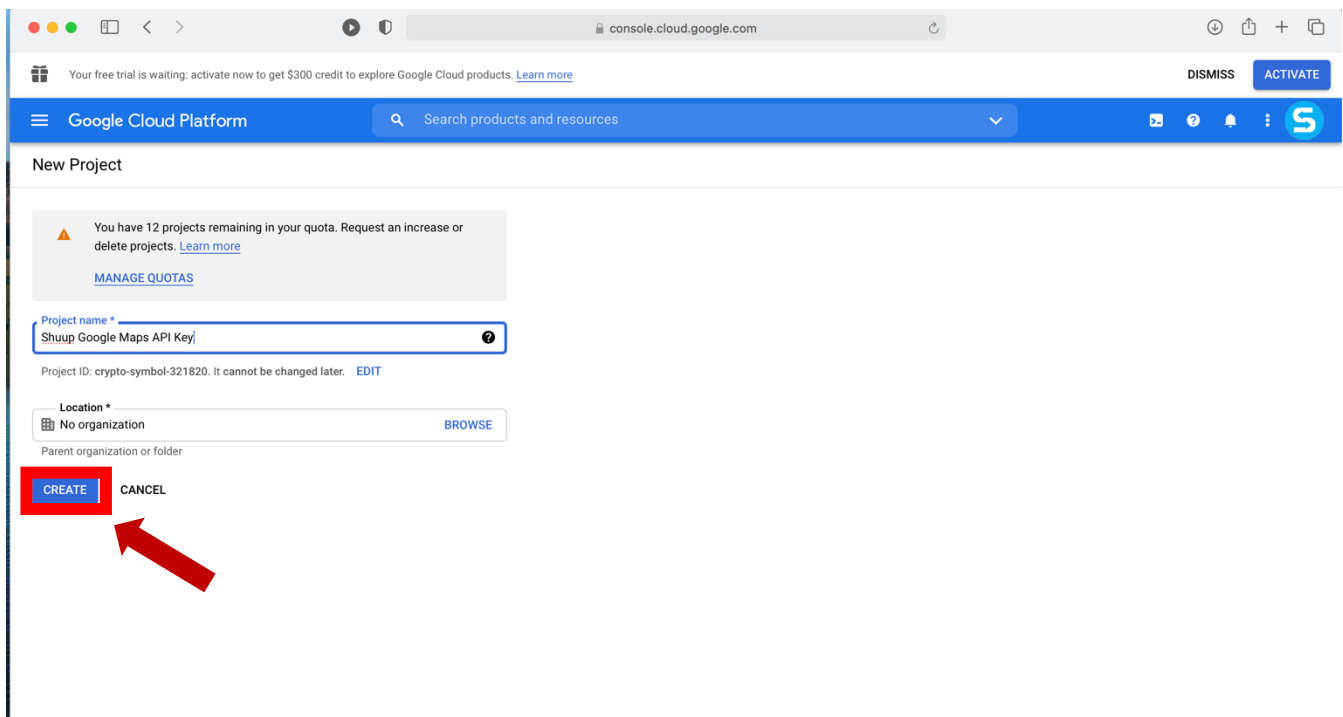 console.cloud.google.com
Your free trial is waiting: activate now to get $300 credit to explore Google Cloud products. Learn more
DISMISS
ACTIVATE
Google Cloud Platform
Search products and resources
S
New Project
You have 12 projects remaining in your quota. Request an increase or
delete projects. Learn more
MANAGE QUOTAS
Project name *
Shuup Google Maps API Key
Project ID: crypto-symbol-321820. It cannot be changed later. EDIT
Location *
No organization
BROWSE
Parent organization or folder
CREATE
CANCEL